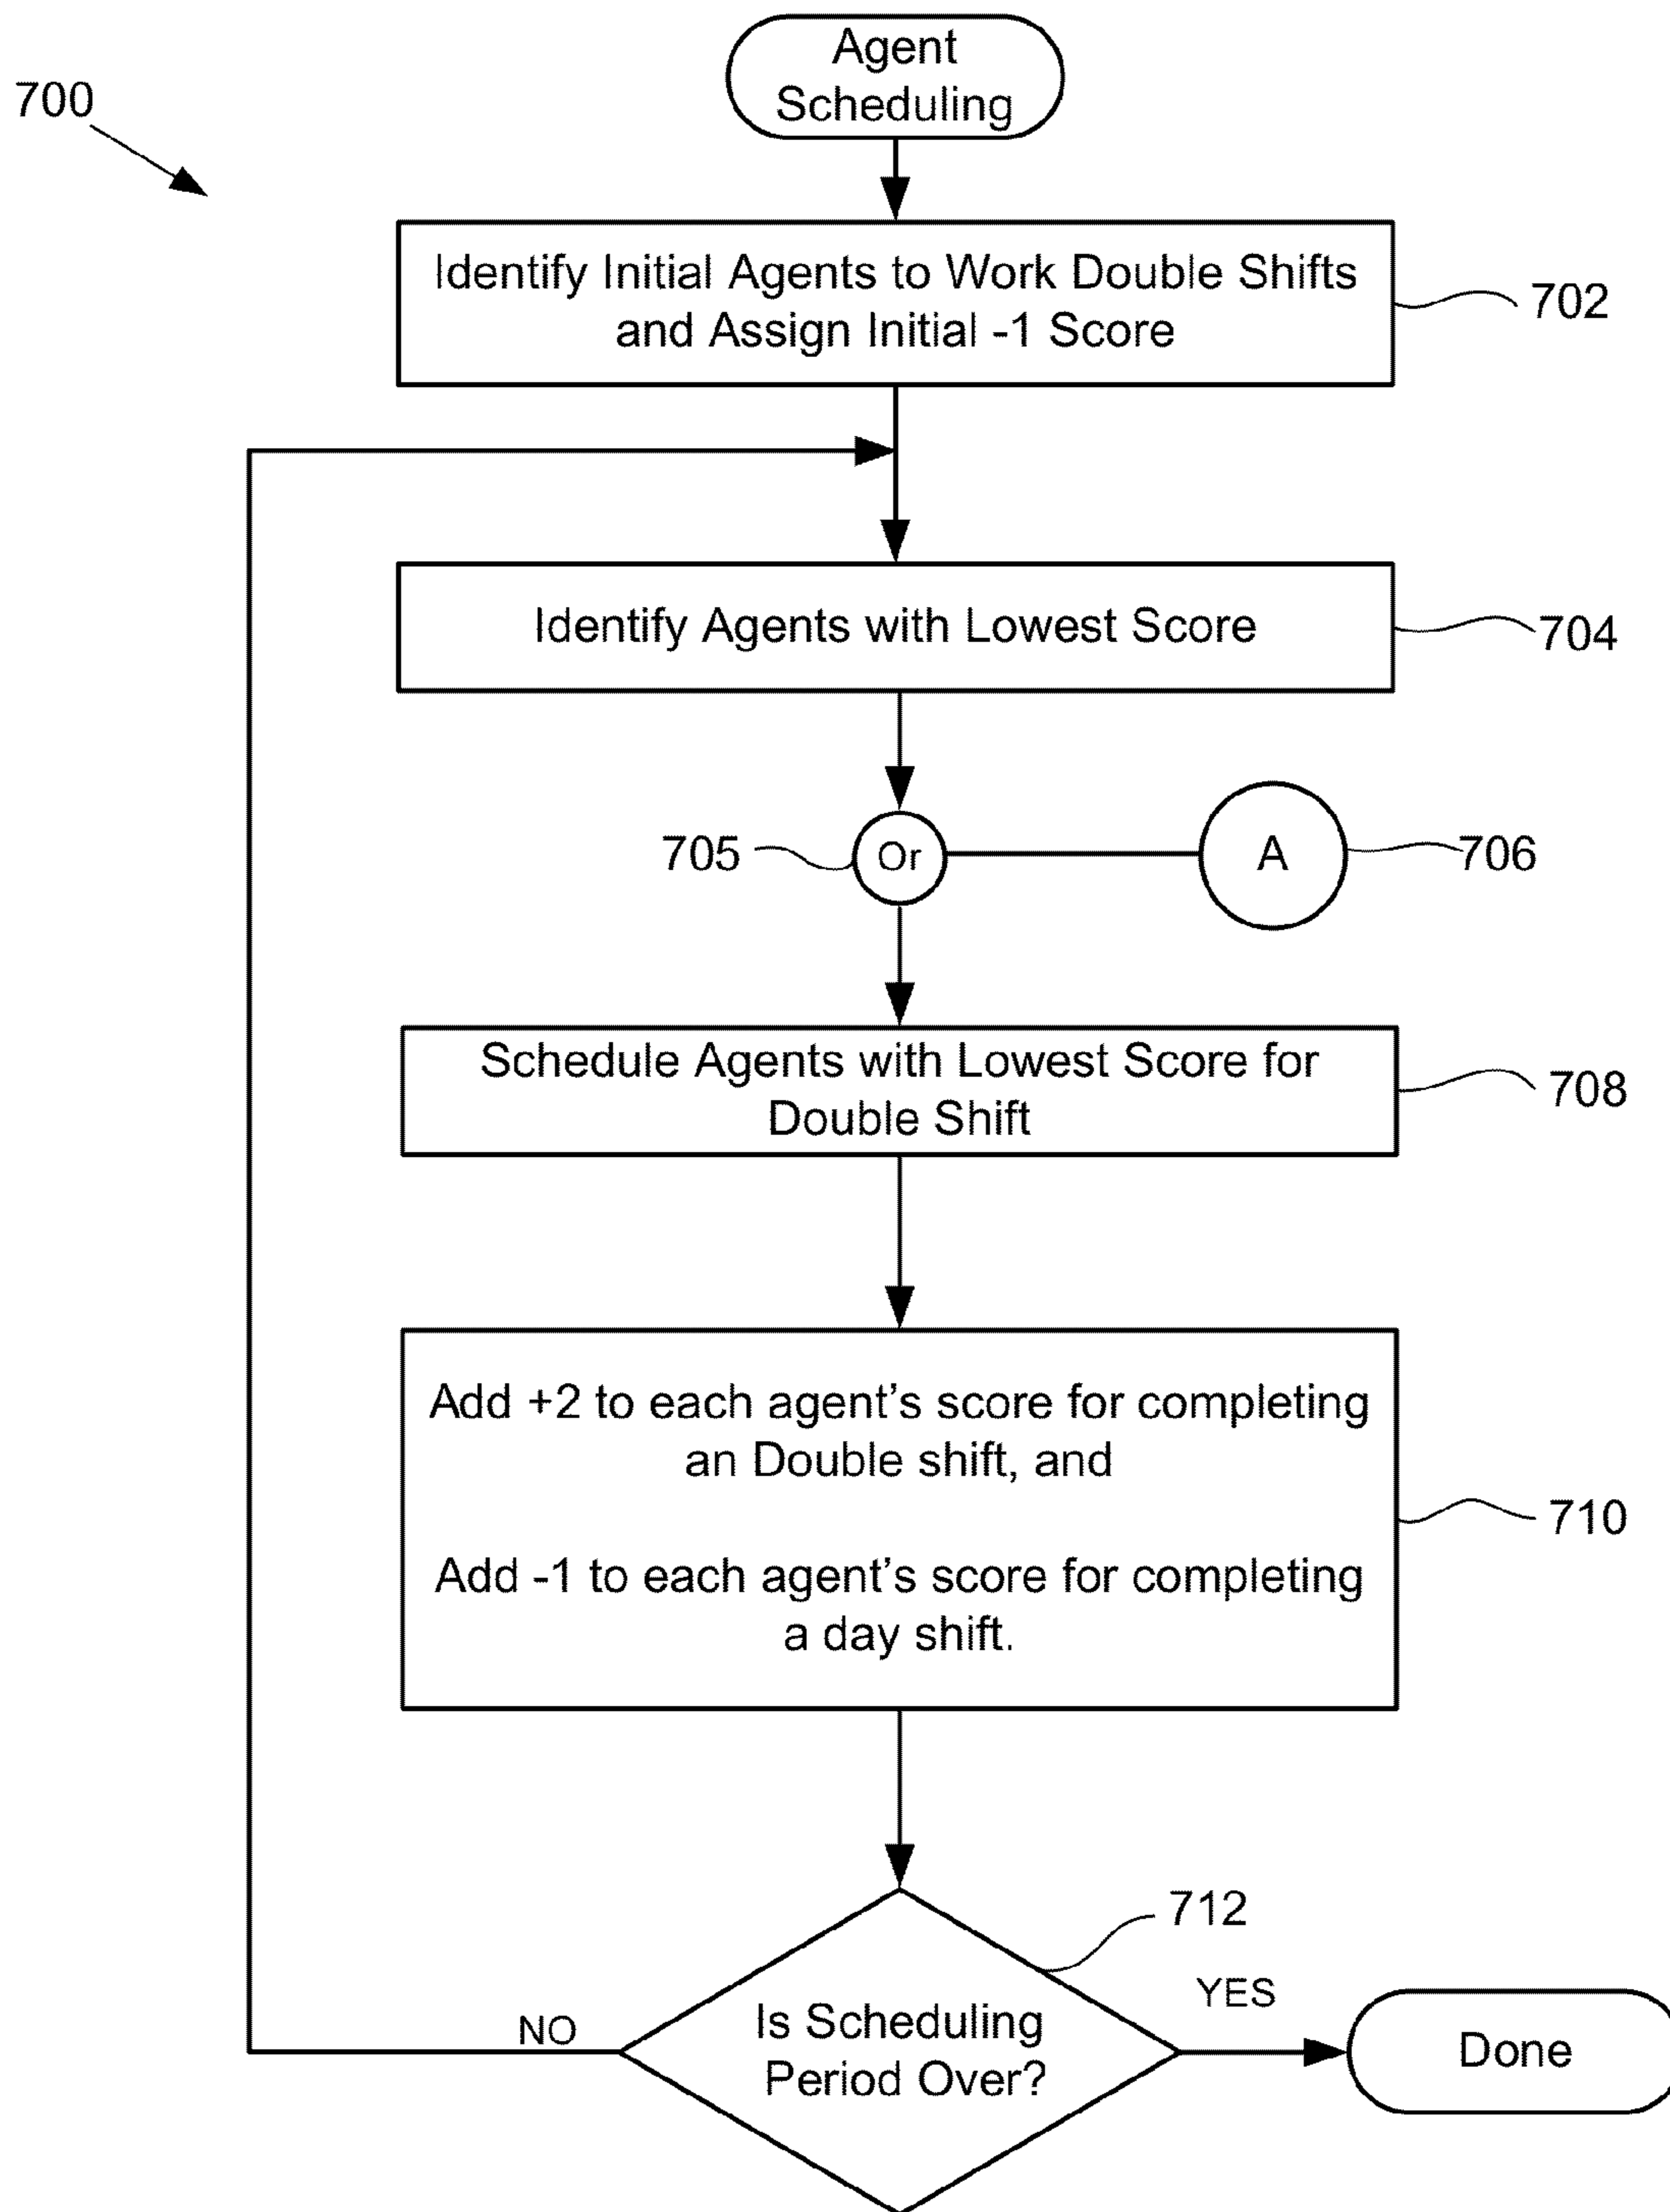 Agent
Scheduling
700
Identify Initial Agents to Work Double Shifts
and Assign Initial -1 Score
702
Identify Agents with Lowest Score
704
705
Or
A
706
Schedule Agents with Lowest Score for
Double Shift
708
Add +2 to each agent's score for completing
an Double shift, and
Add -1 to each agent's score for completing
a day shift.
710
712
Is Scheduling
Period Over?
NO
YES
Done